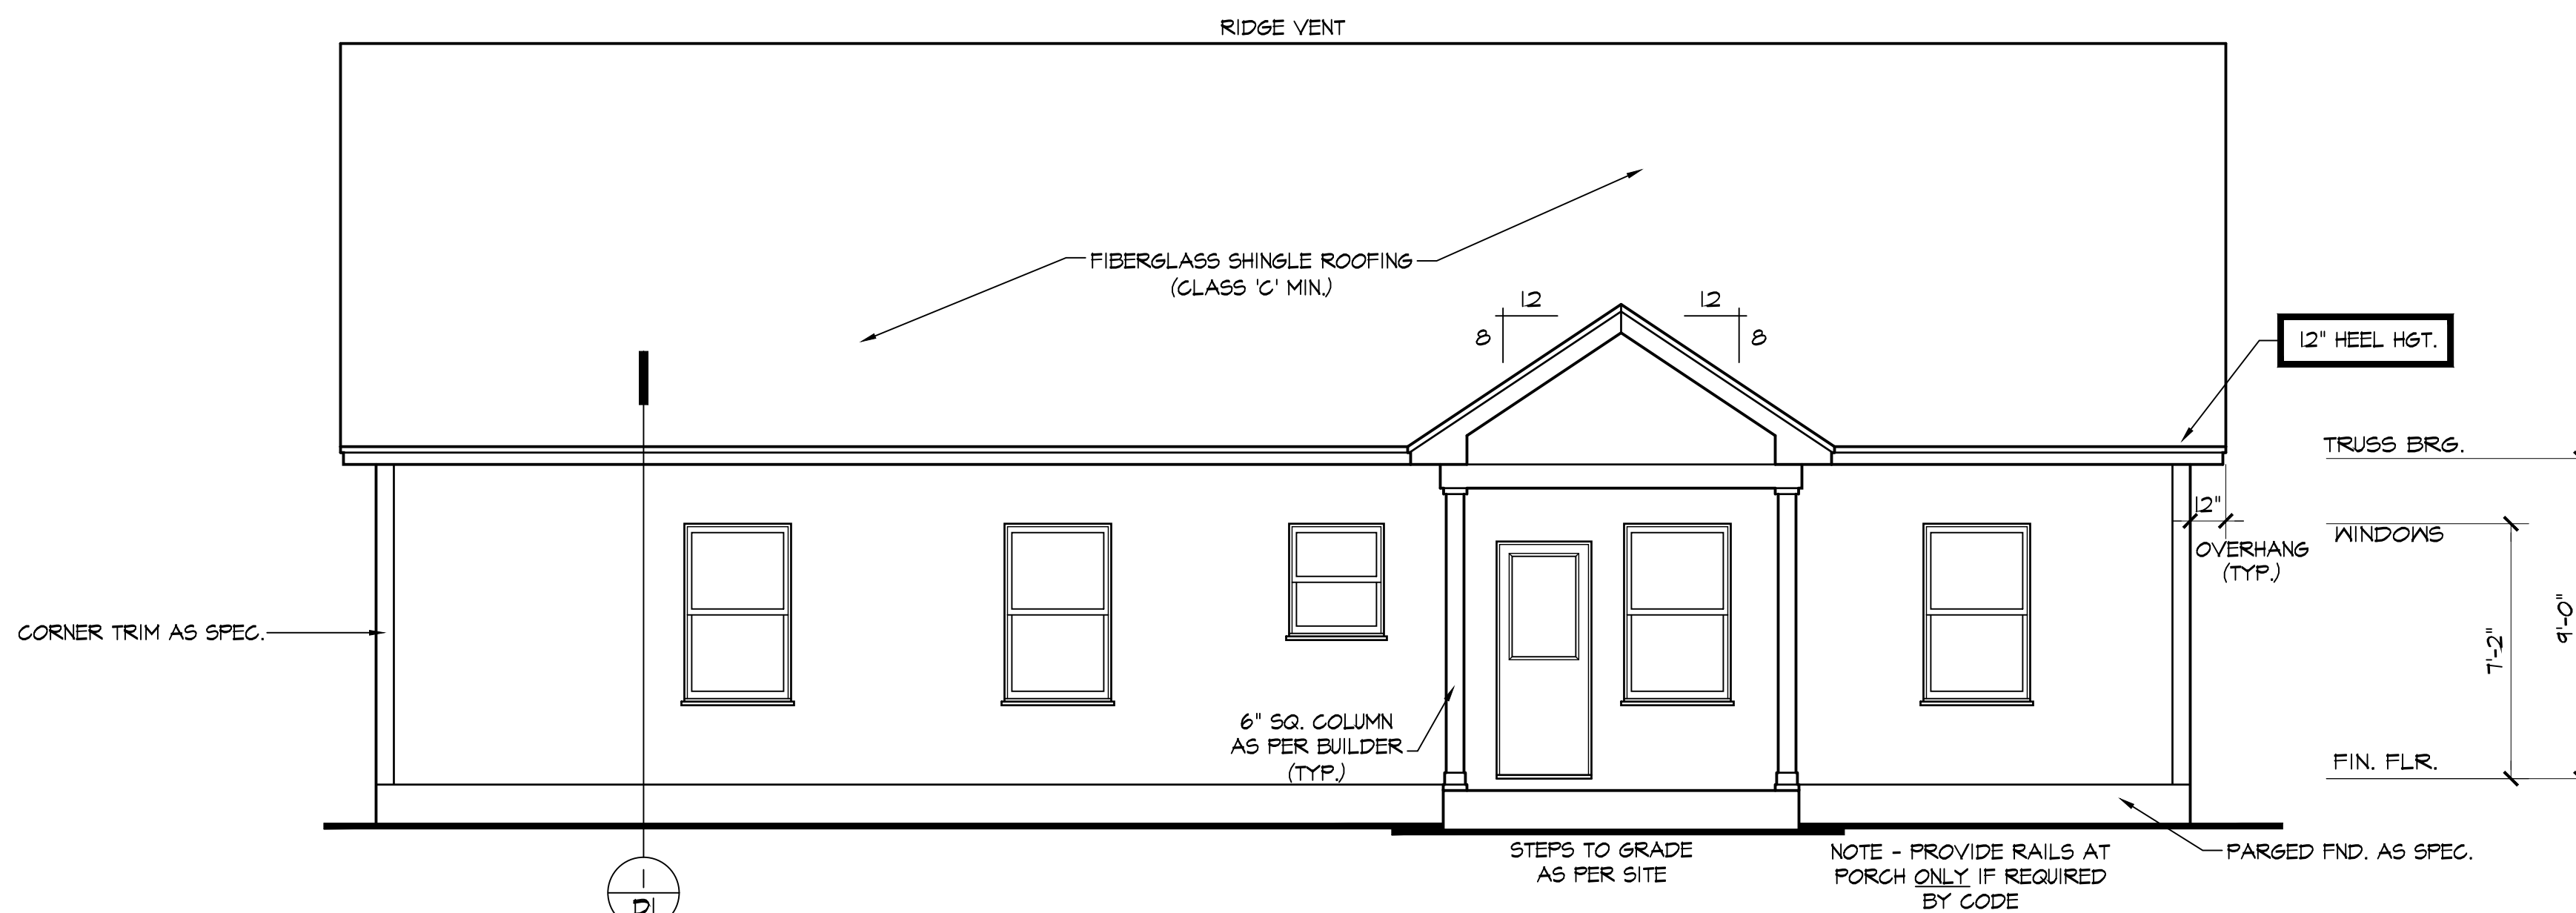 RIDGE VENT
FIBERGLASS SHINGLE ROOFING
(CLASS 'C' MIN.)
12
12
8
8
12" HEEL HGT.
TRUSS BRG.
12"
WINDOWS
OVERHANG
(TYP.)
CORNER TRIM AS SPEC.
7'-2"
9'-0"
6" SQ. COLUMN
AS PER BUILDER
(TYP.)
FIN. FLR.
STEPS TO GRADE
AS PER SITE
NOTE - PROVIDE RAILS AT
PORCH ONLY IF REQUIRED
BY CODE
PARGED FND. AS SPEC.
1